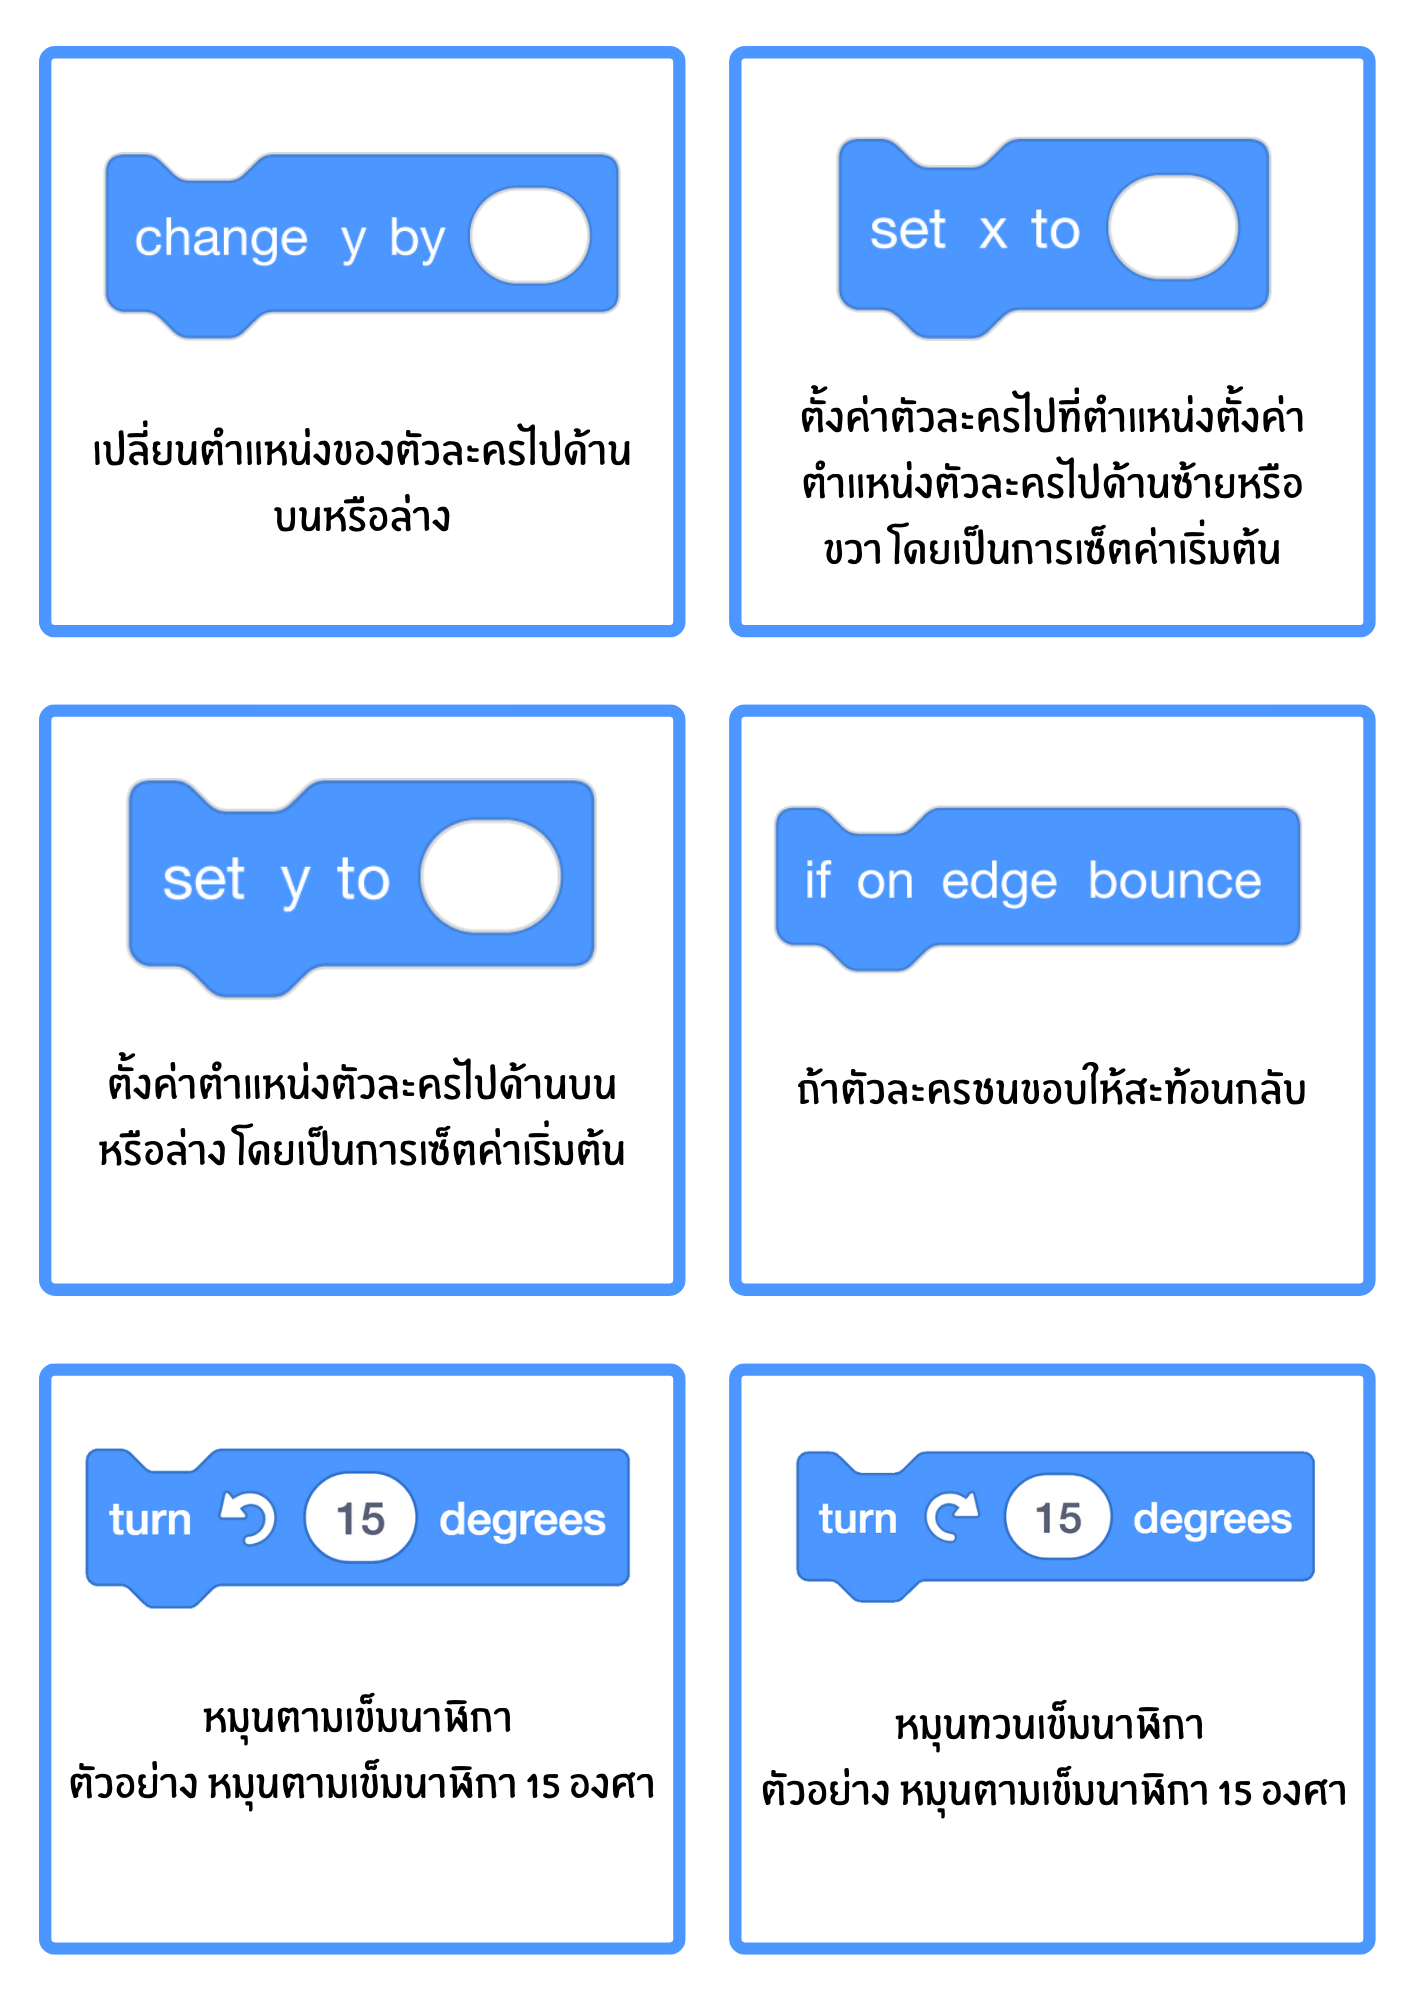 change y by
เปลี่ยนตำแหน่งของตัวละครไปด้าน
บนหรือล่าง
set x to
ตั้งค่าตัวละครไปที่ตำแหน่งตั้งค่า
ตำแหน่งตัวละครไปด้านซ้ายหรือ
ขวา โดยเป็นการเซ็ตค่าเริ่มต้น
set y to
ตั้งค่าตำแหน่งตัวละครไปด้านบน
หรือล่าง โดยเป็นการเซ็ตค่าเริ่มต้น
if on edge bounce
ถ้าตัวละครชนขอบให้สะท้อนกลับ
turn 15 degrees
หมุนตามเข็มนาฬิกา
ตัวอย่าง หมุนตามเข็มนาฬิกา 15 องศา
turn 15 degrees
หมุนทวนเข็มนาฬิกา
ตัวอย่าง หมุนตามเข็มนาฬิกา 15 องศา